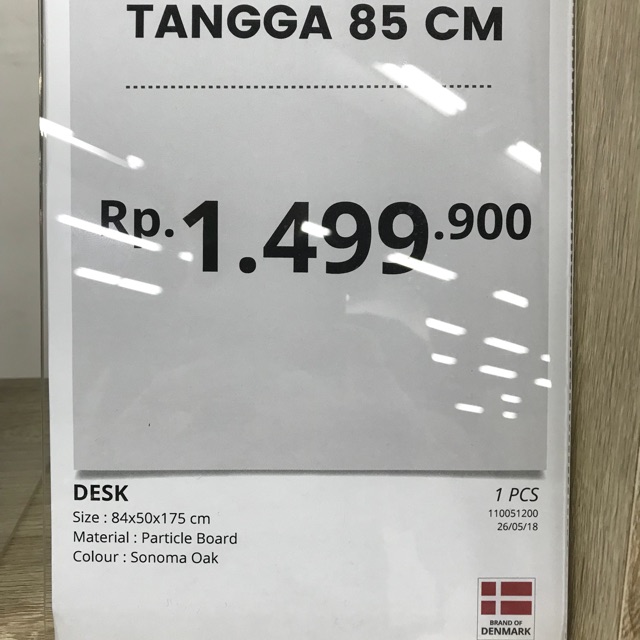 TANGGA 85 CM
Rp. 1.499.900
DESK
Size : 84x50x175 cm
Material : Particle Board
Colour : Sonoma Oak
1 PCS
110051200
26/05/18
BRAND OF
DENMARK